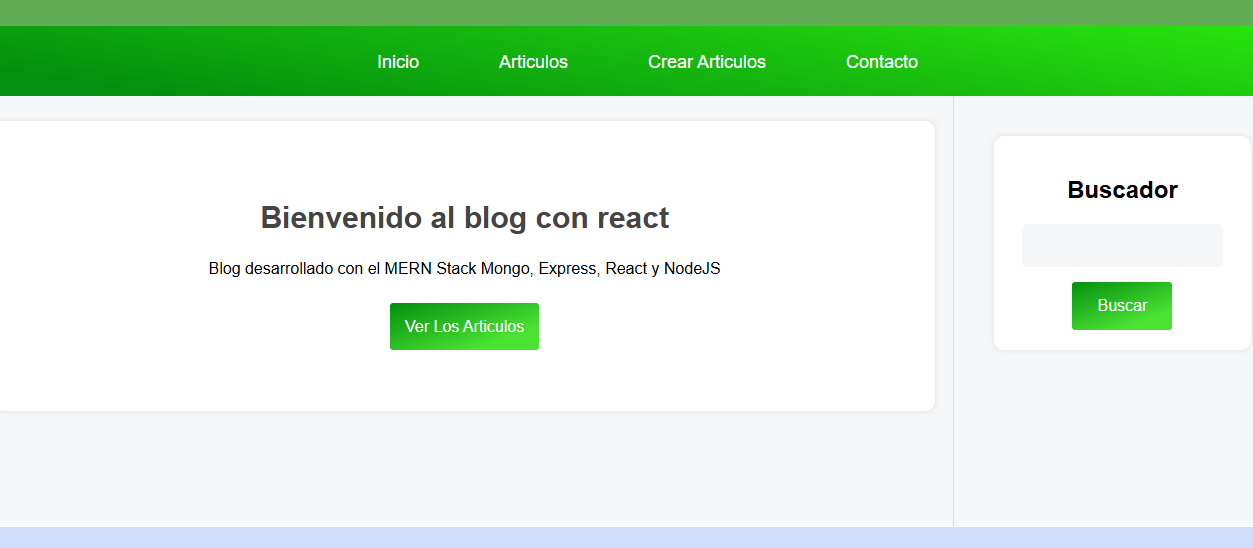 Inicio Articulos Crear Articulos Contacto
Bienvenido al blog con react
Blog desarrollado con el MERN Stack Mongo, Express, React y NodeJS
Ver Los Articulos
Buscador
Buscar